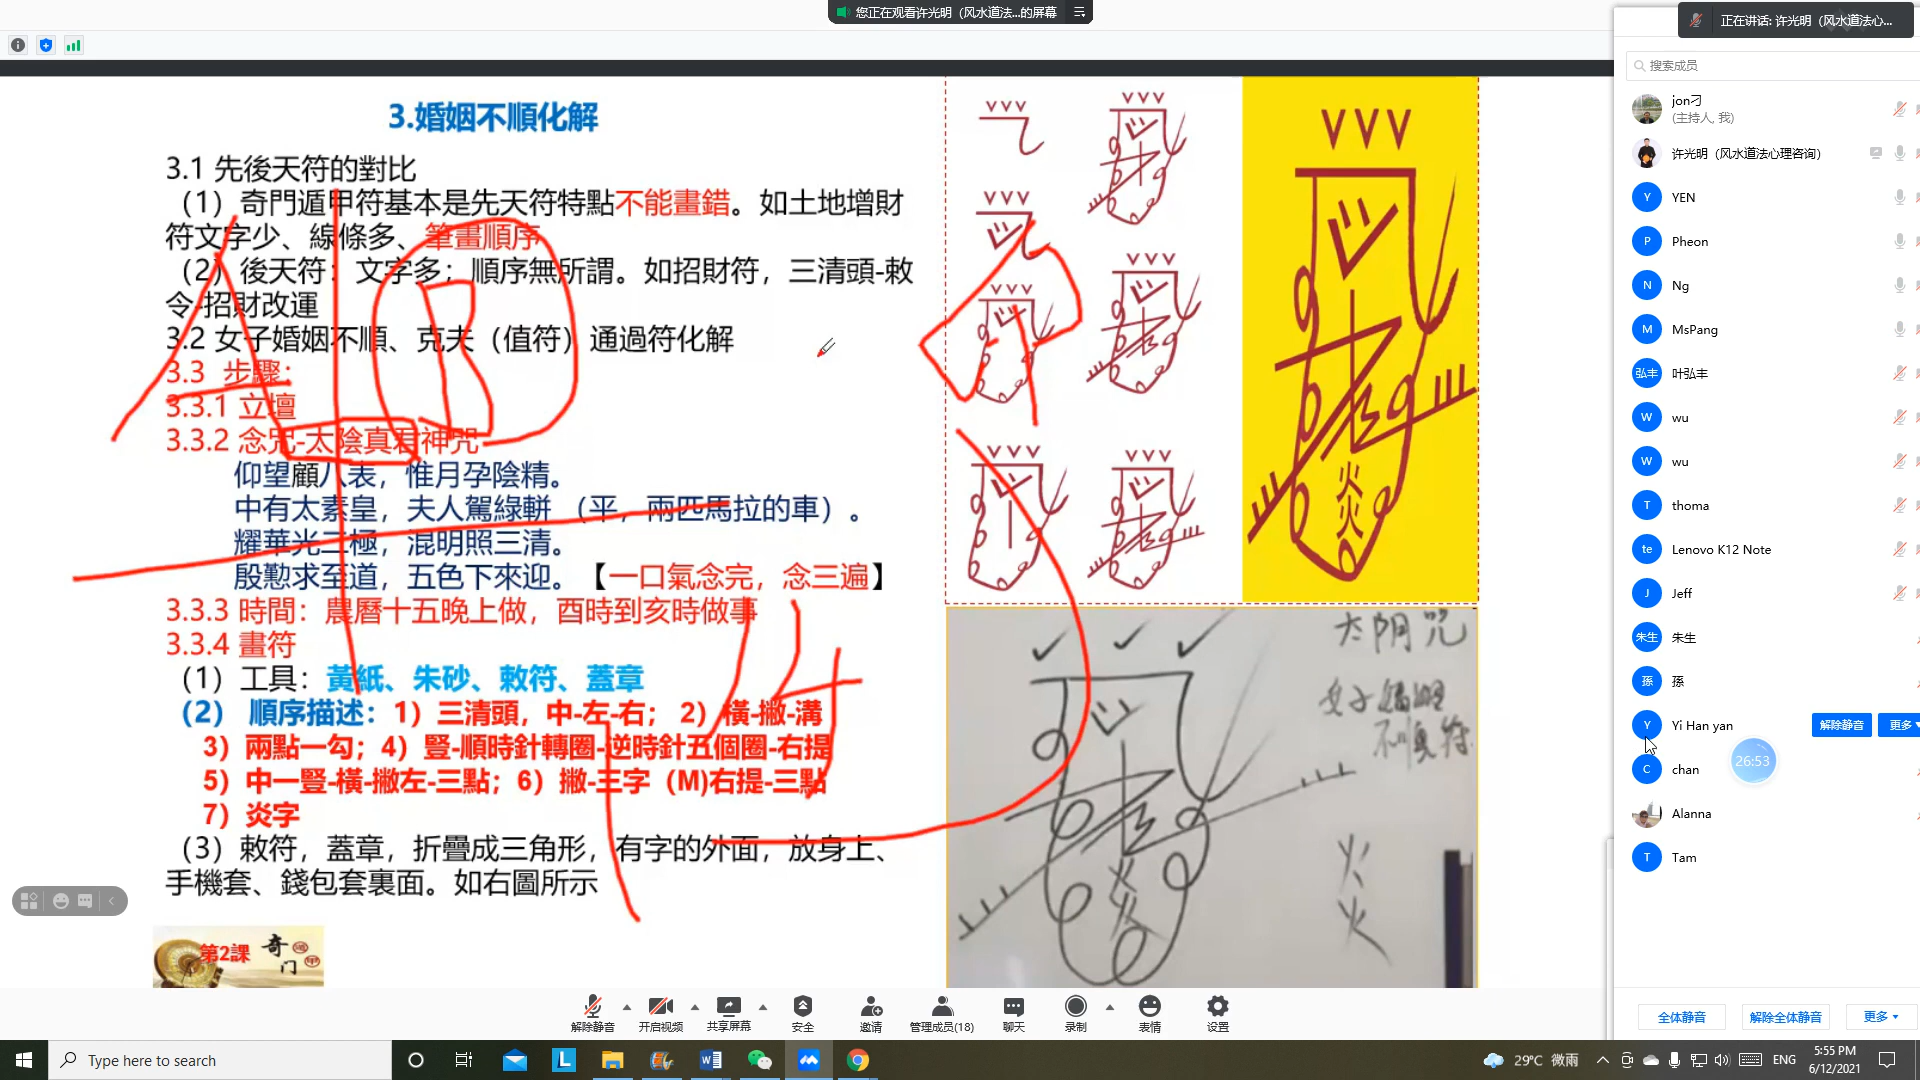 您正在观看许光明（风水道法...的屏幕
正在讲话: 许光明（风水道法心...
3.婚姻不順化解
3.1 先後天符的對比
（1）奇門遁甲符基本是先天符特點不能畫錯。如土地增財
符文字少、線條多、筆畫順序
（2）後天符：文字多；順序無所謂。如招財符，三清頭-敕
令-招財改運
3.2 女子婚姻不順、克夫（值符）通過符化解
3.3 步驟：
3.3.1 立壇
3.3.2 念咒-太陰真君神咒
仰望顧八表，惟月孕陰精。
中有太素皇，夫人駕綠軿（平，兩匹馬拉的車）。
耀華光二極，混明照三清。
殷懃求至道，五色下來迎。【一口氣念完，念三遍】
3.3.3 時間：農曆十五晚上做，酉時到亥時做事
3.3.4 畫符
（1）工具：黃紙、朱砂、敕符、蓋章
（2） 順序描述：1）三清頭，中-左-右； 2）橫-撇-溝
3）兩點一勾；4）豎-順時針轉圈-逆時針五個圈-右提
5）中一豎-橫-撇左-三點；6）撇-三字（M)右提-三點
7）炎字
（3）敕符，蓋章，折疊成三角形，有字的外面，放身上、
手機套、錢包套裏面。如右圖所示
A B
14
炎
太阴咒
女子婚姻
不順符
炎
火
火
第2課
奇
门
搜索成员
jon刁
(主持人, 我)
许光明（风水道法心理咨询）
Y YEN
P Pheon
N Ng
M MsPang
弘丰 叶弘丰
W wu
W wu
T thoma
te Lenovo K12 Note
J Jeff
朱生 朱生
孫 孫
Y Yi Han yan 解除静音 更多
C chan
26:53
Alanna
T Tam
全体静音 解除全体静音 更多
解除静音 开启视频 共享屏幕 安全 邀请 管理成员(18) 聊天 录制 表情 设置
Type here to search
L
29°C 微雨
ENG
5:55 PM
6/12/2021